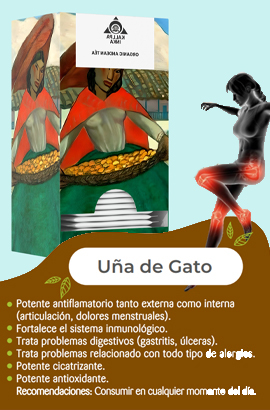 KALLPA
INKA
ORGANIC ANDEAN TEA
Uña de Gato
Potente antiflamatorio tanto externa como interna
(articulación, dolores menstruales).
Fortalece el sistema inmunológico.
Trata problemas digestivos (gastritis, úlceras).
Trata problemas relacionado con todo tipo de alergias.
Potente cicatrizante.
Potente antioxidante.
Recomendaciones: Consumir en cualquier momento del día.